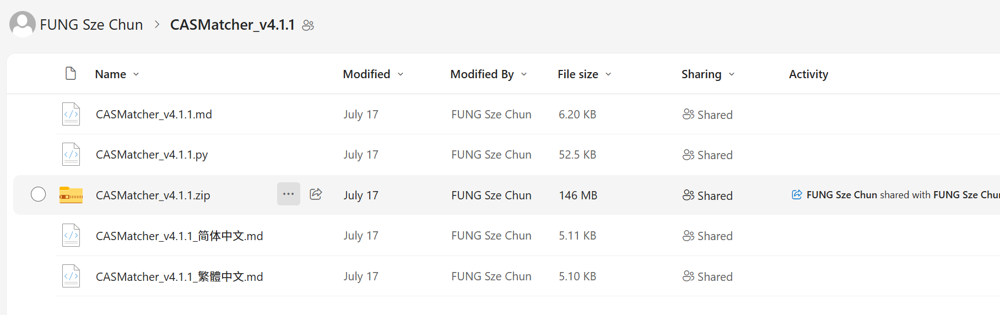 FUNG Sze Chun > CASMatcher_v4.1.1
Name Modified Modified By File size Sharing Activity
CASMatcher_v4.1.1.md July 17 FUNG Sze Chun 6.20 KB Shared
CASMatcher_v4.1.1.py July 17 FUNG Sze Chun 52.5 KB Shared
CASMatcher_v4.1.1.zip ... July 17 FUNG Sze Chun 146 MB Shared FUNG Sze Chun shared with FUNG Sze
CASMatcher_v4.1.1_简体中文.md July 17 FUNG Sze Chun 5.11 KB Shared
CASMatcher_v4.1.1_繁體中文.md July 17 FUNG Sze Chun 5.10 KB Shared